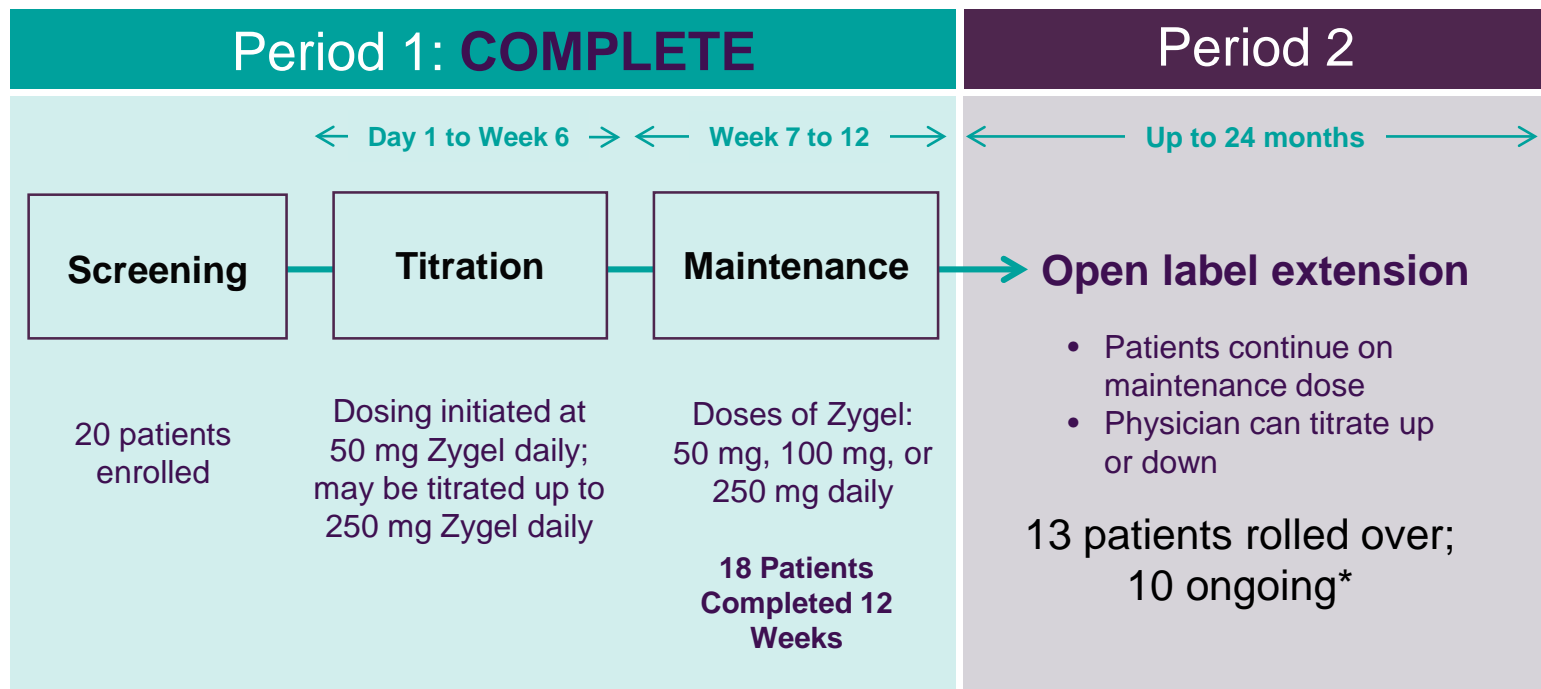 Period 1: COMPLETE
Period 2
Day 1 to Week 6
Week 7 to 12
Up to 24 months
Screening
Titration
Maintenance
Open label extension
20 patients
enrolled
Dosing initiated at
50 mg Zygel daily;
may be titrated up to
250 mg Zygel daily
Doses of Zygel:
50 mg, 100 mg, or
250 mg daily
18 Patients
Completed 12
Weeks
• Patients continue on
maintenance dose
• Physician can titrate up
or down
13 patients rolled over;
10 ongoing*